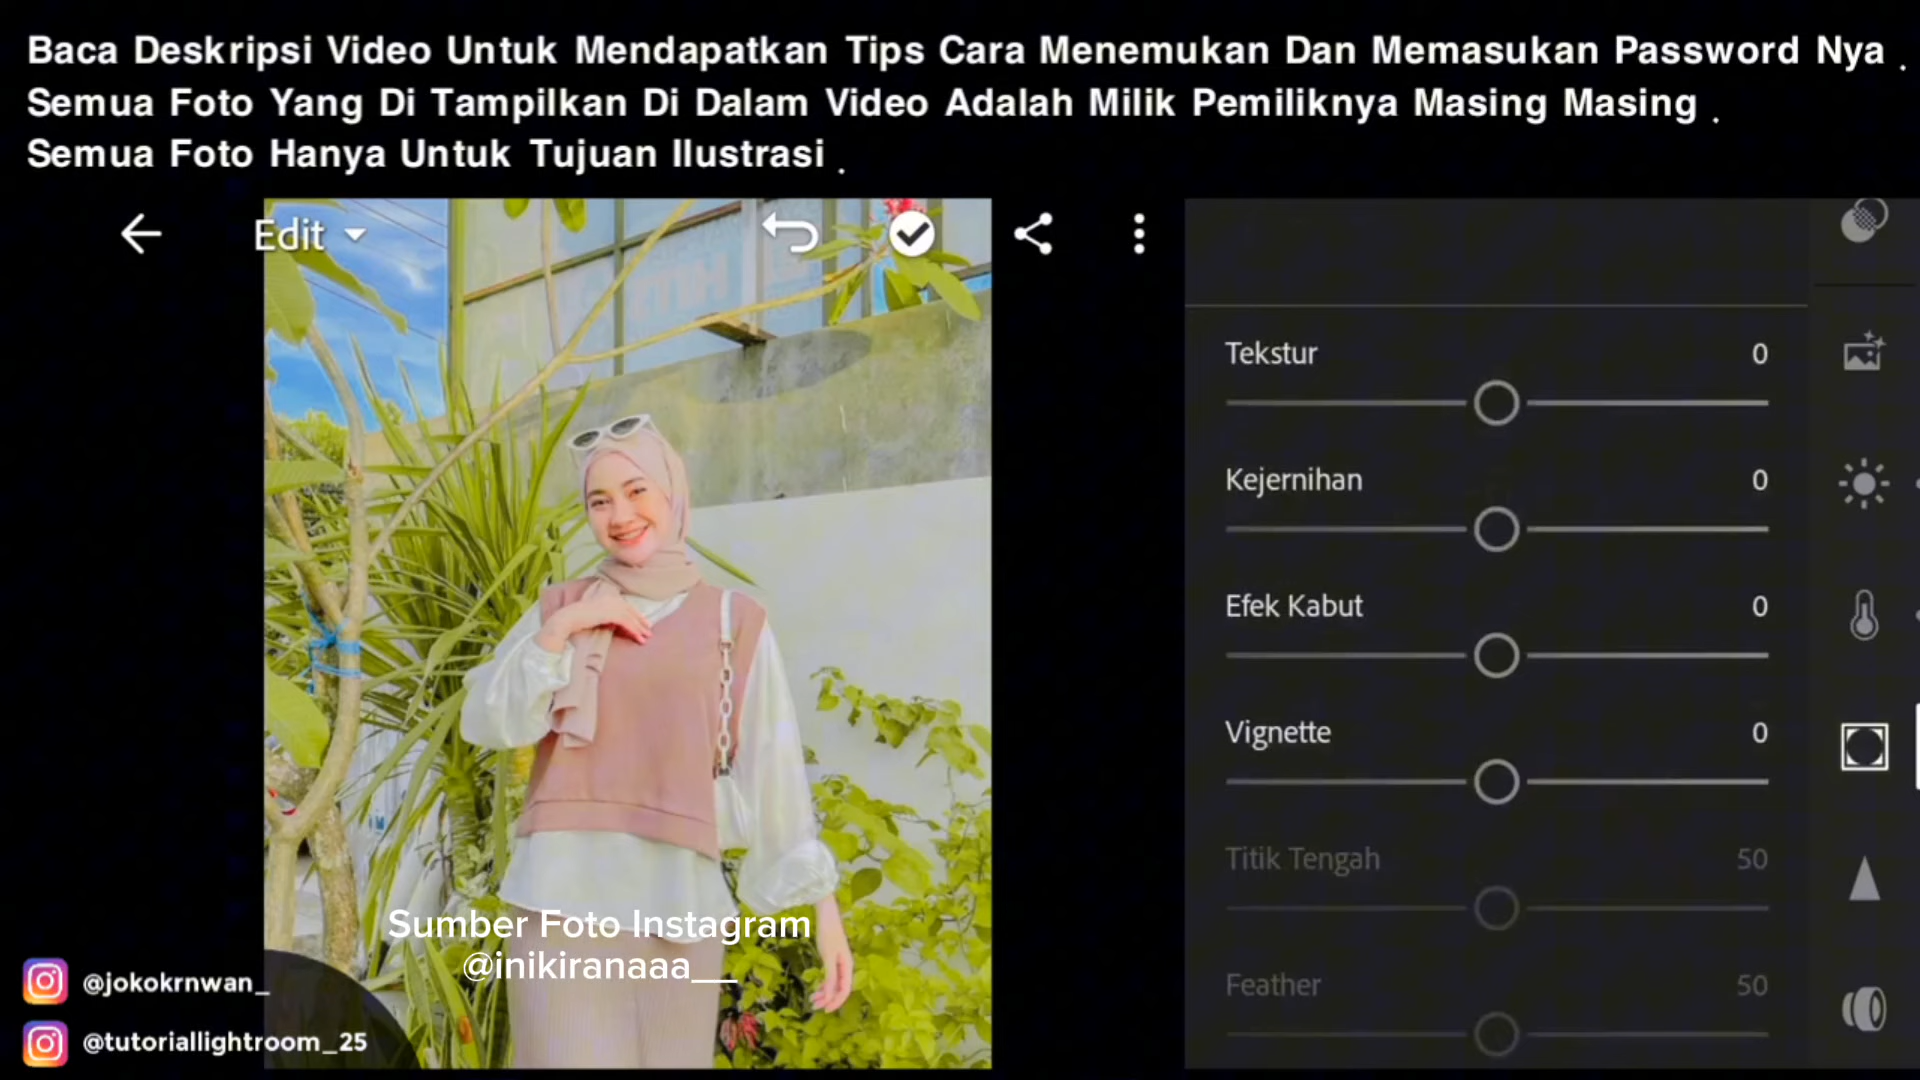 Baca Deskripsi Video Untuk Mendapatkan Tips Cara Menemukan Dan Memasukan Password Nya .
Semua Foto Yang Di Tampilkan Di Dalam Video Adalah Milik Pemiliknya Masing Masing .
Semua Foto Hanya Untuk Tujuan Ilustrasi .
Edit
Tekstur 0
Kejernihan 0
Efek Kabut 0
Vignette 0
Titik Tengah 50
Feather 50
Sumber Foto Instagram
@inikiranaaa__
@jokokrnwan_
@tutoriallightroom_25